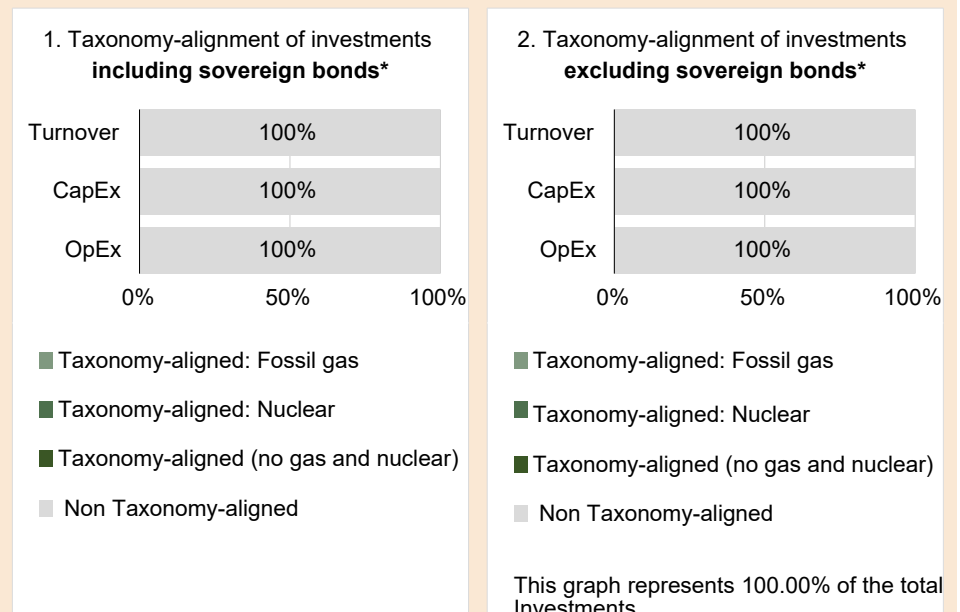 1. Taxonomy-alignment of investments
including sovereign bonds*
Turnover 100%
CapEx 100%
OpEx 100%
0% 50% 100%
Taxonomy-aligned: Fossil gas
Taxonomy-aligned: Nuclear
Taxonomy-aligned (no gas and nuclear)
Non Taxonomy-aligned
2. Taxonomy-alignment of investments
excluding sovereign bonds*
Turnover 100%
CapEx 100%
OpEx 100%
0% 50% 100%
Taxonomy-aligned: Fossil gas
Taxonomy-aligned: Nuclear
Taxonomy-aligned (no gas and nuclear)
Non Taxonomy-aligned
This graph represents 100.00% of the total
Investments